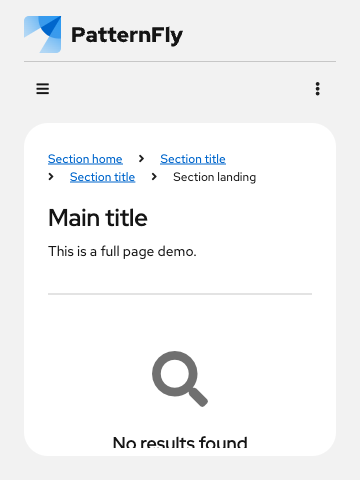 PatternFly
Section home > Section title
> Section title > Section landing
Main title
This is a full page demo.
No results found